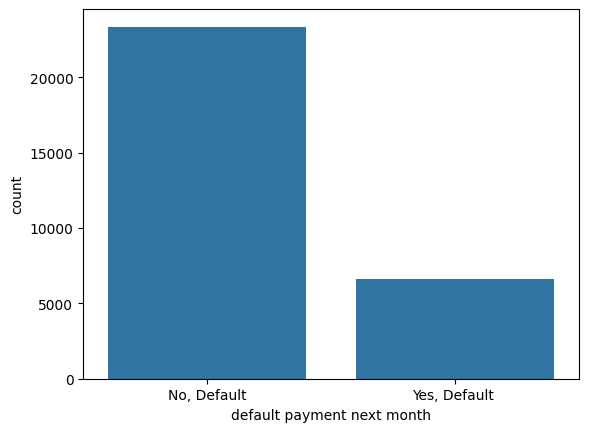 20000
15000
10000
5000
0
count
No, Default
Yes, Default
default payment next month